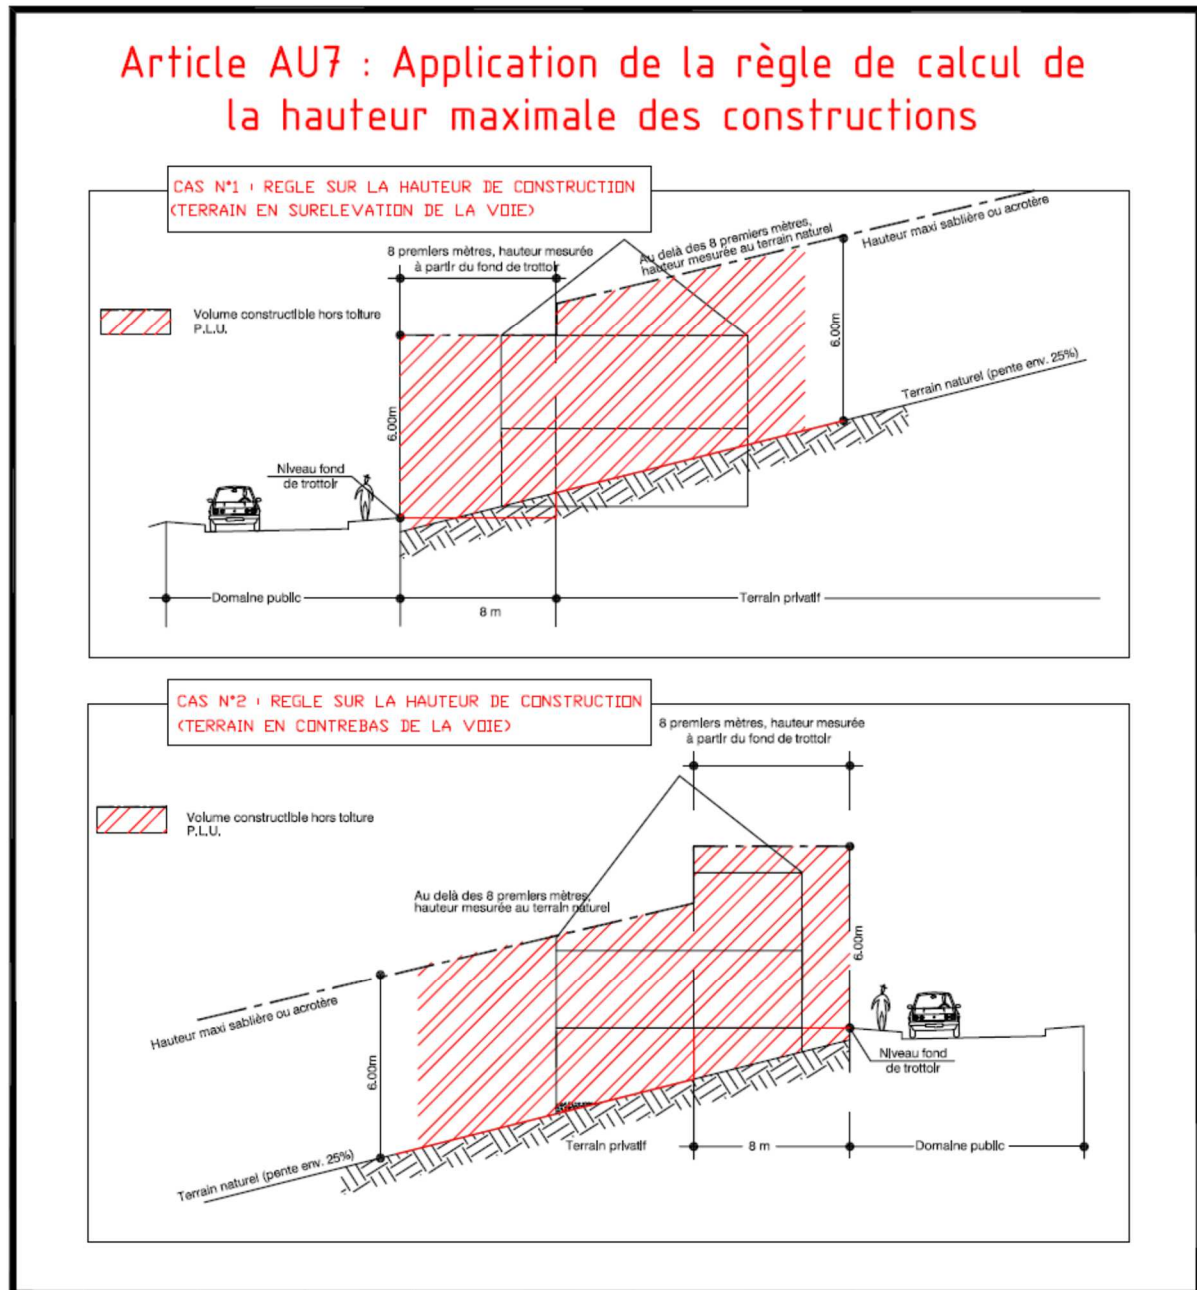 Article AU7 : Application de la règle de calcul de
la hauteur maximale des constructions
CAS N°1 : REGLE SUR LA HAUTEUR DE CONSTRUCTION
(TERRAIN EN SURELEVATION DE LA VOIE)
8 premiers mètres, hauteur mesurée
à partir du fond de trottoir
Au delà des 8 premiers mètres,
hauteur mesurée au terrain naturel
Hauteur maxi sablière ou acrotère
Volume constructible hors toiture
P.L.U.
6.00m
6.00m
Terrain naturel (pente env. 25%)
Niveau fond
de trottoir
Domaine public
8 m
Terrain privatif
CAS N°2 : REGLE SUR LA HAUTEUR DE CONSTRUCTION
(TERRAIN EN CONTREBAS DE LA VOIE)
8 premiers mètres, hauteur mesurée
à partir du fond de trottoir
Volume constructible hors toiture
P.L.U.
Au delà des 8 premiers mètres,
hauteur mesurée au terrain naturel
6.00m
Hauteur maxi sablière ou acrotère
6.00m
Niveau fond
de trottoir
Terrain naturel (pente env. 25%)
Terrain privatif
8 m
Domaine public